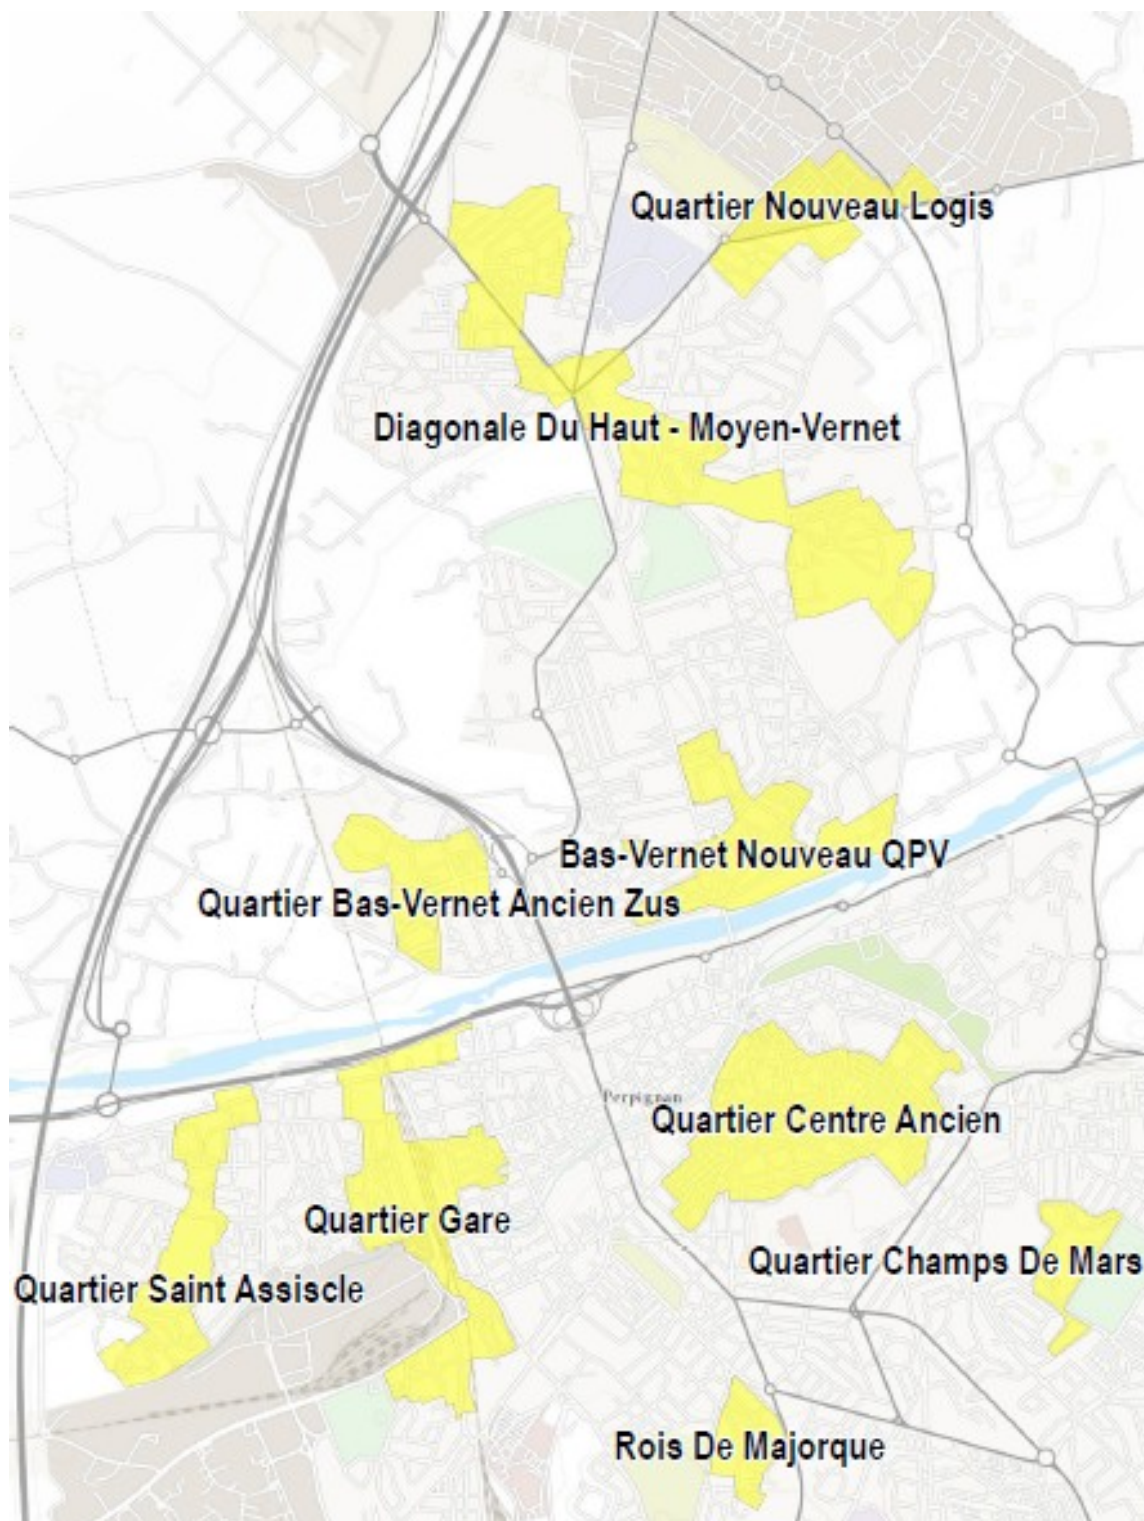 Quartier Nouveau Logis
Diagonale Du Haut - Moyen-Vernet
Bas-Vernet Nouveau QPV
Quartier Bas-Vernet Ancien Zus
Perpignan
Quartier Centre Ancien
Quartier Gare
Quartier Champs De Mars
Quartier Saint Assiscle
Rois De Majorque